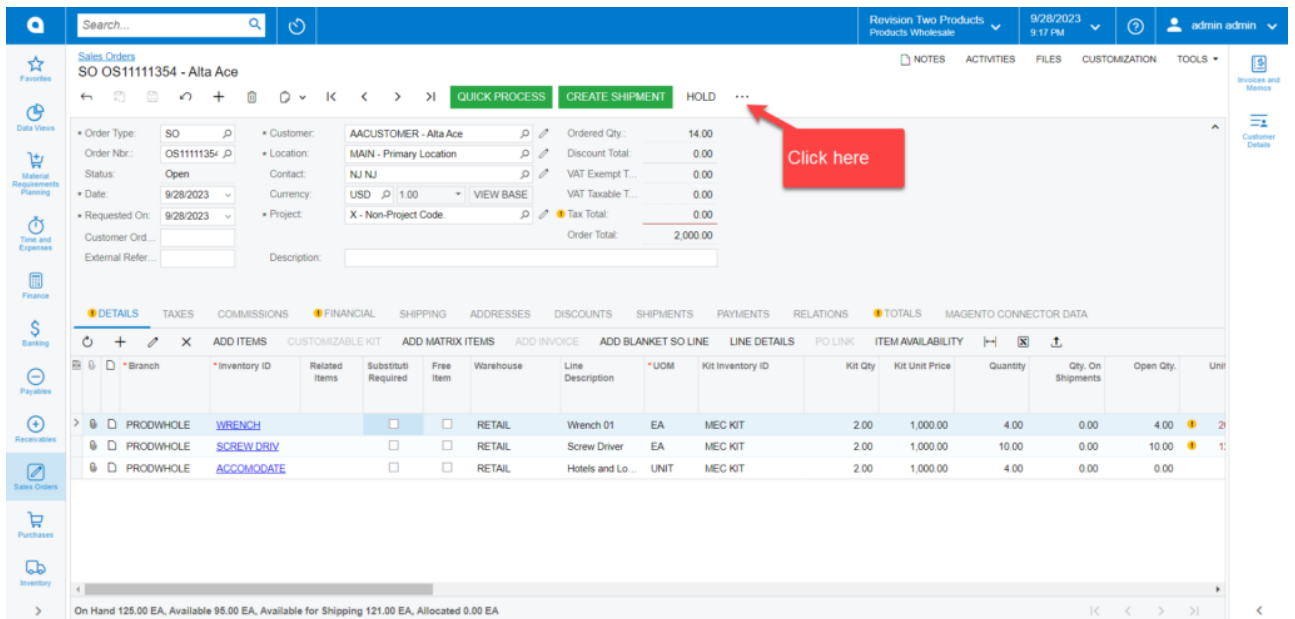 Search...
Revision Two Products
Products Wholesale
9/28/2023
9:17 PM
admin admin
Favorites
Data Views
Material Requirements Planning
Time and Expenses
Finance
Banking
Payables
Receivables
Sales Orders
Purchases
Inventory
Sales Orders
SO OS11111354 - Alta Ace
NOTES ACTIVITIES FILES CUSTOMIZATION TOOLS
QUICK PROCESS CREATE SHIPMENT HOLD ...
Click here
Invoices and Memos
Customer Details
* Order Type: SO * Customer: AACUSTOMER - Alta Ace Ordered Qty.: 14.00
Order Nbr.: OS11111354 * Location: MAIN - Primary Location Discount Total: 0.00
Status: Open Contact: NJ NJ VAT Exempt T... 0.00
* Date: 9/28/2023 Currency: USD 1.00 VIEW BASE VAT Taxable T... 0.00
* Requested On: 9/28/2023 * Project: X - Non-Project Code. Tax Total: 0.00
Customer Ord... Order Total: 2,000.00
External Refer... Description:
DETAILS TAXES COMMISSIONS FINANCIAL SHIPPING ADDRESSES DISCOUNTS SHIPMENTS PAYMENTS RELATIONS TOTALS MAGENTO CONNECTOR DATA
ADD ITEMS CUSTOMIZABLE KIT ADD MATRIX ITEMS ADD INVOICE ADD BLANKET SO LINE LINE DETAILS PO LINK ITEM AVAILABILITY
* Branch * Inventory ID Related Items Substituti Required Free Item Warehouse Line Description * UOM Kit Inventory ID Kit Qty Kit Unit Price Quantity Qty. On Shipments Open Qty. Unit
PRODWHOLE WRENCH RETAIL Wrench 01 EA MEC KIT 2.00 1,000.00 4.00 0.00 4.00
PRODWHOLE SCREW DRIV RETAIL Screw Driver EA MEC KIT 2.00 1,000.00 10.00 0.00 10.00
PRODWHOLE ACCOMODATE RETAIL Hotels and Lo... UNIT MEC KIT 2.00 1,000.00 4.00 0.00 0.00
On Hand 125.00 EA, Available 95.00 EA, Available for Shipping 121.00 EA, Allocated 0.00 EA